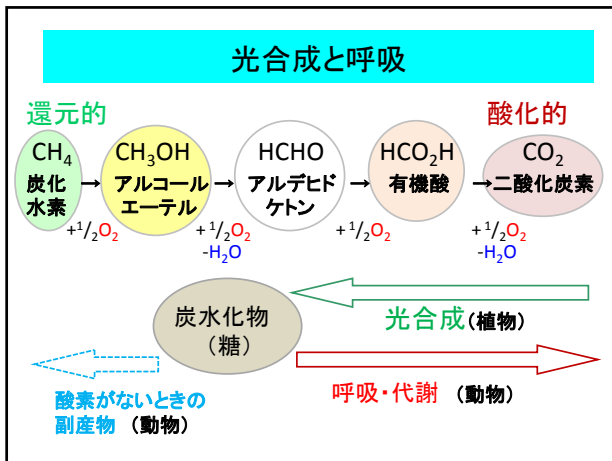 光合成と呼吸
還元的
酸化的
CH₄
炭化
水素
→
CH₃OH
アルコール
エーテル
→
HCHO
アルデヒド
ケトン
→
HCO₂H
有機酸
→
CO₂
二酸化炭素
+¹/₂O₂
+¹/₂O₂
-H₂O
+¹/₂O₂
+¹/₂O₂
-H₂O
炭水化物
(糖)
光合成(植物)
呼吸・代謝 (動物)
酸素がないときの
副産物 (動物)